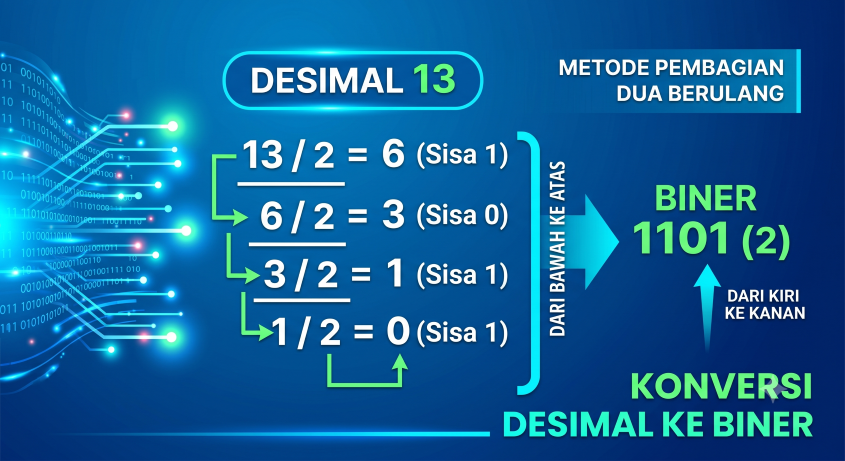 DESIMAL 13
METODE PEMBAGIAN
DUA BERULANG
13 / 2 = 6 (Sisa 1)
6 / 2 = 3 (Sisa 0)
3 / 2 = 1 (Sisa 1)
1 / 2 = 0 (Sisa 1)
DARI BAWAH KE ATAS
BINER
1101 (2)
DARI KIRI
KE KANAN
KONVERSI
DESIMAL KE BINER